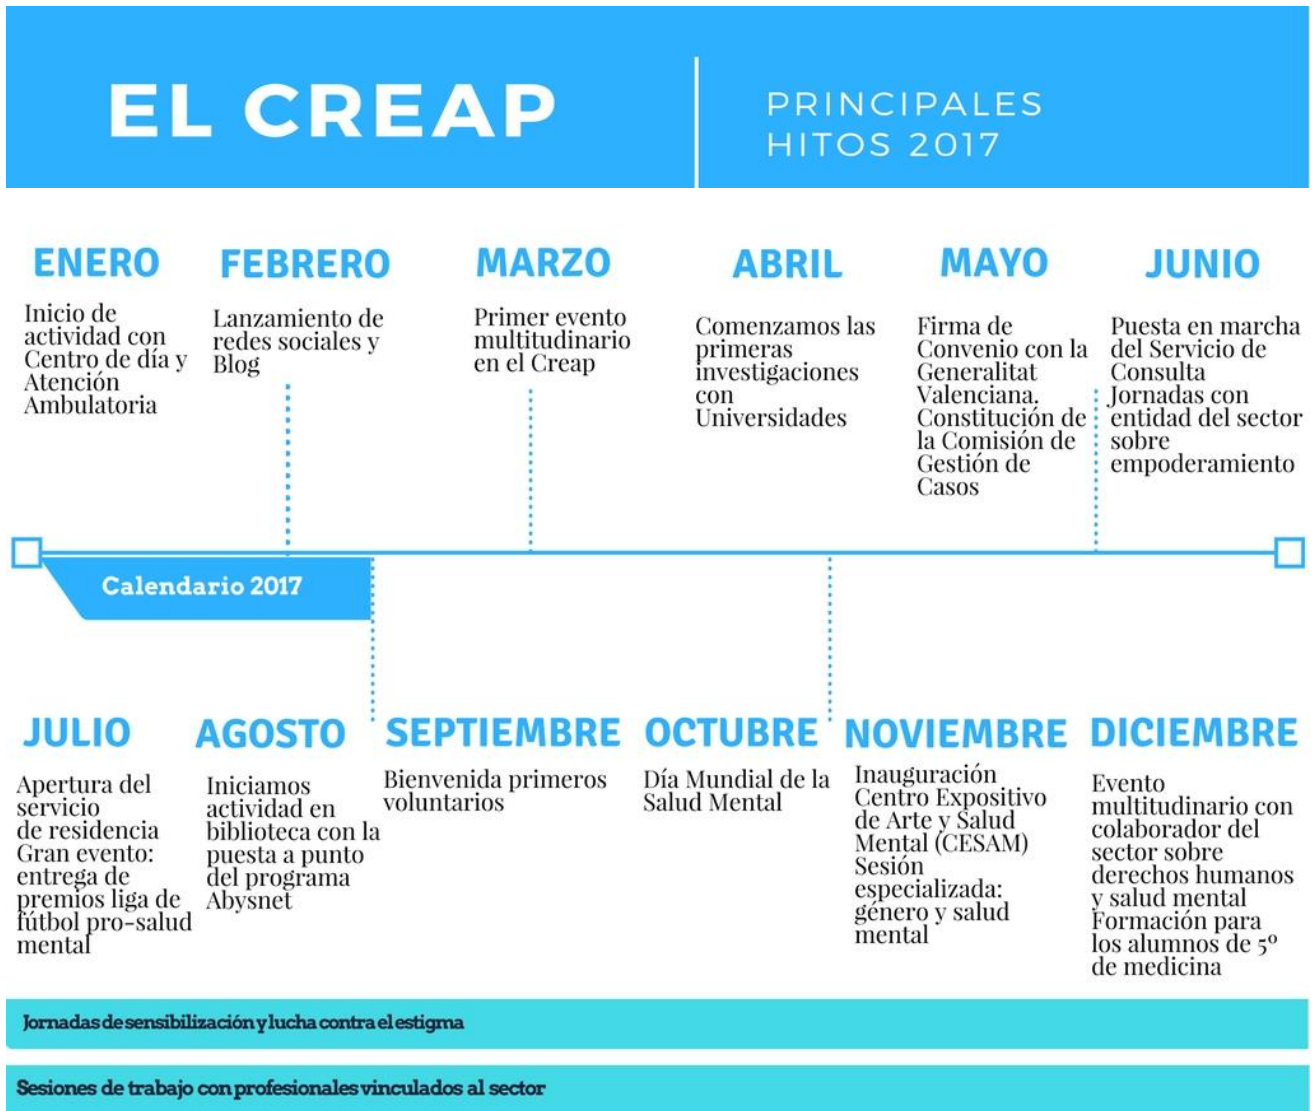 EL CREAP
PRINCIPALES
HITOS 2017
ENERO
Inicio de
actividad con
Centro de día y
Atención
Ambulatoria
FEBRERO
Lanzamiento de
redes sociales y
Blog
MARZO
Primer evento
multitudinario
en el Creap
ABRIL
Comenzamos las
primeras
investigaciones
con
Universidades
MAYO
Firma de
Convenio con la
Generalitat
Valenciana.
Constitución de
la Comisión de
Gestión de
Casos
JUNIO
Puesta en marcha
del Servicio de
Consulta
Jornadas con
entidad del sector
sobre
empoderamiento
Calendario 2017
JULIO
Apertura del
servicio
de residencia
Gran evento:
entrega de
premios liga de
fútbol pro-salud
mental
AGOSTO
Iniciamos
actividad en
biblioteca con la
puesta a punto
del programa
Abysnet
SEPTIEMBRE
Bienvenida primeros
voluntarios
OCTUBRE
Día Mundial de la
Salud Mental
NOVIEMBRE
Inauguración
Centro Expositivo
de Arte y Salud
Mental (CESAM)
Sesión
especializada:
género y salud
mental
DICIEMBRE
Evento
multitudinario con
colaborador del
sector sobre
derechos humanos
y salud mental
Formación para
los alumnos de 5º
de medicina
Jornadas de sensibilización y lucha contra el estigma
Sesiones de trabajo con profesionales vinculados al sector